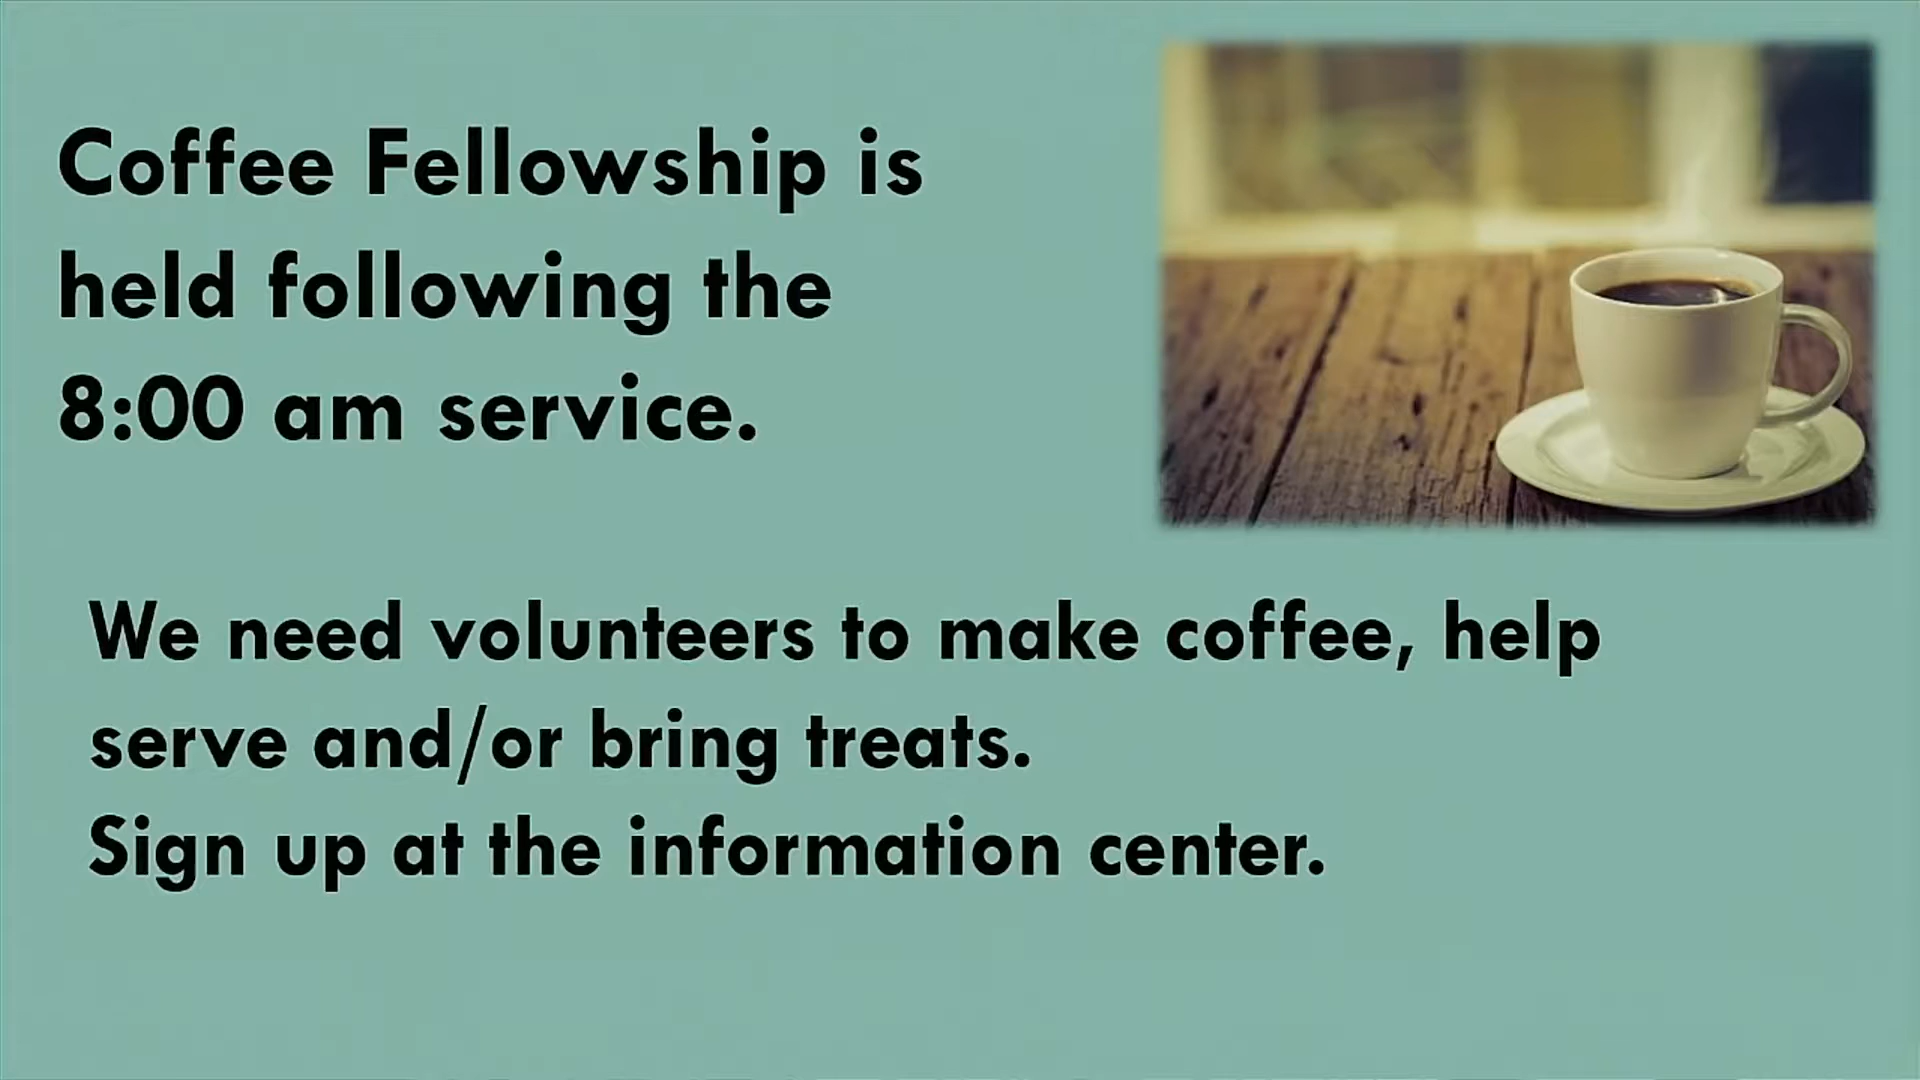 Coffee Fellowship is
held following the
8:00 am service.
We need volunteers to make coffee, help
serve and/or bring treats.
Sign up at the information center.